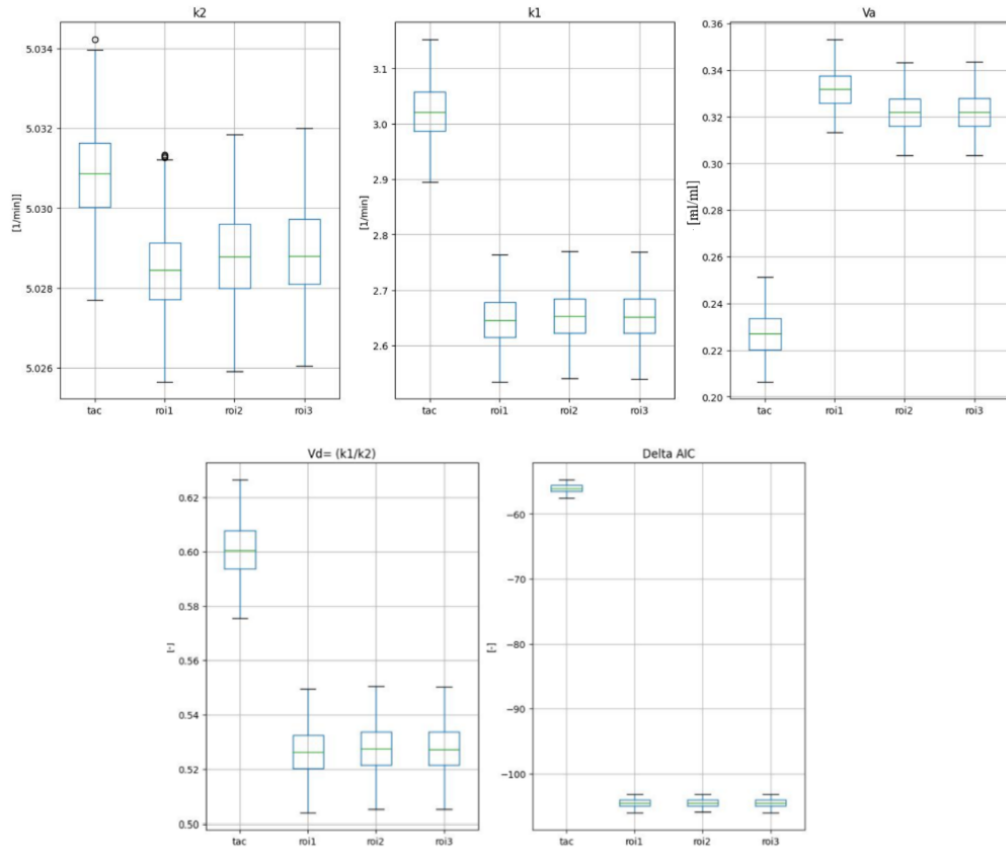 k2
5.034
5.032
5.030
5.028
5.026
[1/min]]
tac
roi1
roi2
roi3
k1
3.1
3.0
2.9
2.8
2.7
2.6
[1/min]
tac
roi1
roi2
roi3
Va
0.36
0.34
0.32
0.30
0.28
0.26
0.24
0.22
0.20
[ml/ml]
tac
roi1
roi2
roi3
Vd= (k1/k2)
0.62
0.60
0.58
0.56
0.54
0.52
0.50
[-]
tac
roi1
roi2
roi3
Delta AIC
−60
−70
−80
−90
−100
[-]
tac
roi1
roi2
roi3